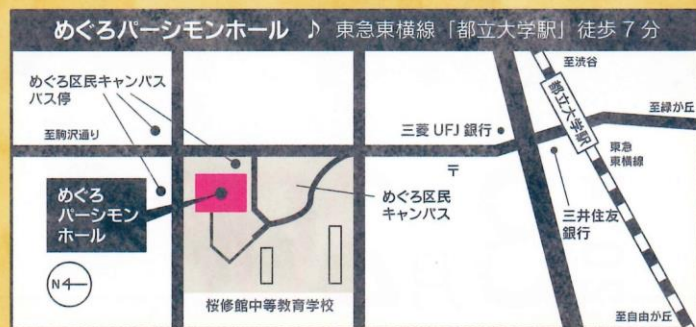 めぐろパーシモンホール ♪ 東急東横線「都立大学駅」徒歩7分
至渋谷
めぐろ区民キャンパス
バス停
都立大学駅
至緑が丘
至駒沢通り
三菱 UFJ 銀行
東急
東横線
〒
めぐろ
パーシモン
ホール
めぐろ区民
キャンパス
三井住友
銀行
N
桜修館中等教育学校
至自由が丘